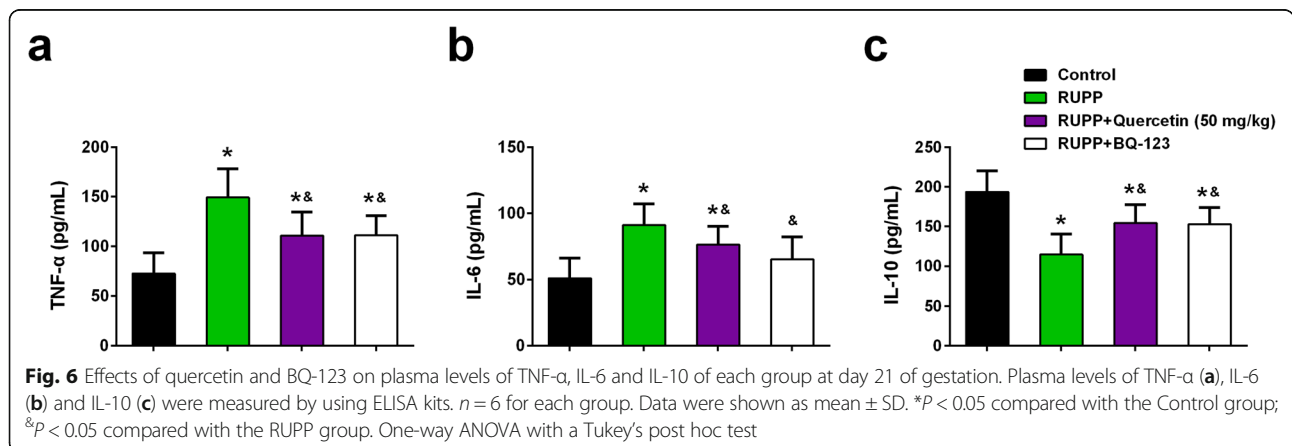 a
b
c
Control
RUPP
RUPP+Quercetin (50 mg/kg)
RUPP+BQ-123
TNF-α (pg/mL)
200
150
100
50
0
*
*&
*&
IL-6 (pg/mL)
150
100
50
0
*
*&
&
IL-10 (pg/mL)
250
200
150
100
50
0
*
*&
*&
Fig. 6 Effects of quercetin and BQ-123 on plasma levels of TNF-α, IL-6 and IL-10 of each group at day 21 of gestation. Plasma levels of TNF-α (a), IL-6
(b) and IL-10 (c) were measured by using ELISA kits. n = 6 for each group. Data were shown as mean ± SD. *P < 0.05 compared with the Control group;
&P < 0.05 compared with the RUPP group. One-way ANOVA with a Tukey's post hoc test